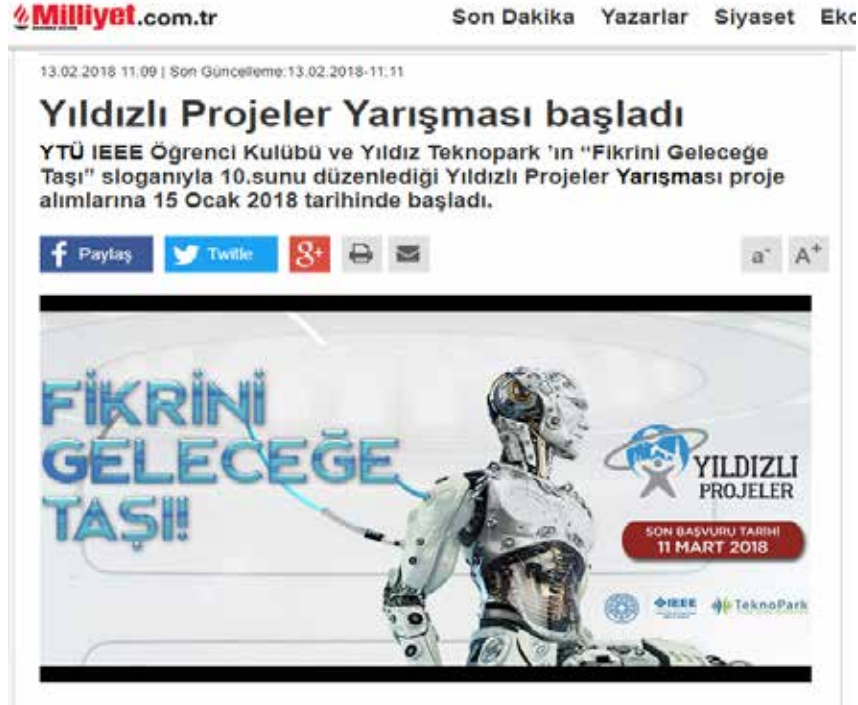 Milliyet.com.tr
Son Dakika Yazarlar Siyaset Eko
13.02.2018 11:09 | Son Güncelleme:13.02.2018-11:11
Yıldızlı Projeler Yarışması başladı
YTÜ IEEE Öğrenci Kulübü ve Yıldız Teknopark 'ın "Fikrini Geleceğe
Taşı" sloganıyla 10.sunu düzenlediği Yıldızlı Projeler Yarışması proje
alımlarına 15 Ocak 2018 tarihinde başladı.
f Paylaş
Twitle
g+
a-
A+
FİKRİNİ
GELECEĞE
TAŞI!
YILDIZLI
PROJELER
SON BAŞVURU TARİHİ
11 MART 2018
IEEE
TeknoPark